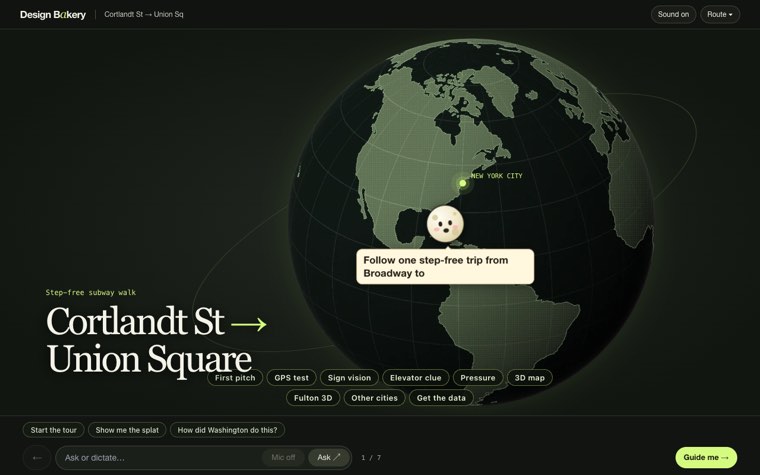 Design Bakery
Cortlandt St → Union Sq
Sound on
Route
NEW YORK CITY
Follow one step-free trip from
Broadway to
Step-free subway walk
Cortlandt St →
Union Square
First pitch
GPS test
Sign vision
Elevator clue
Pressure
3D map
Fulton 3D
Other cities
Get the data
Start the tour
Show me the splat
How did Washington do this?
←
Ask or dictate...
Mic off
Ask ↗
1 / 7
Guide me →